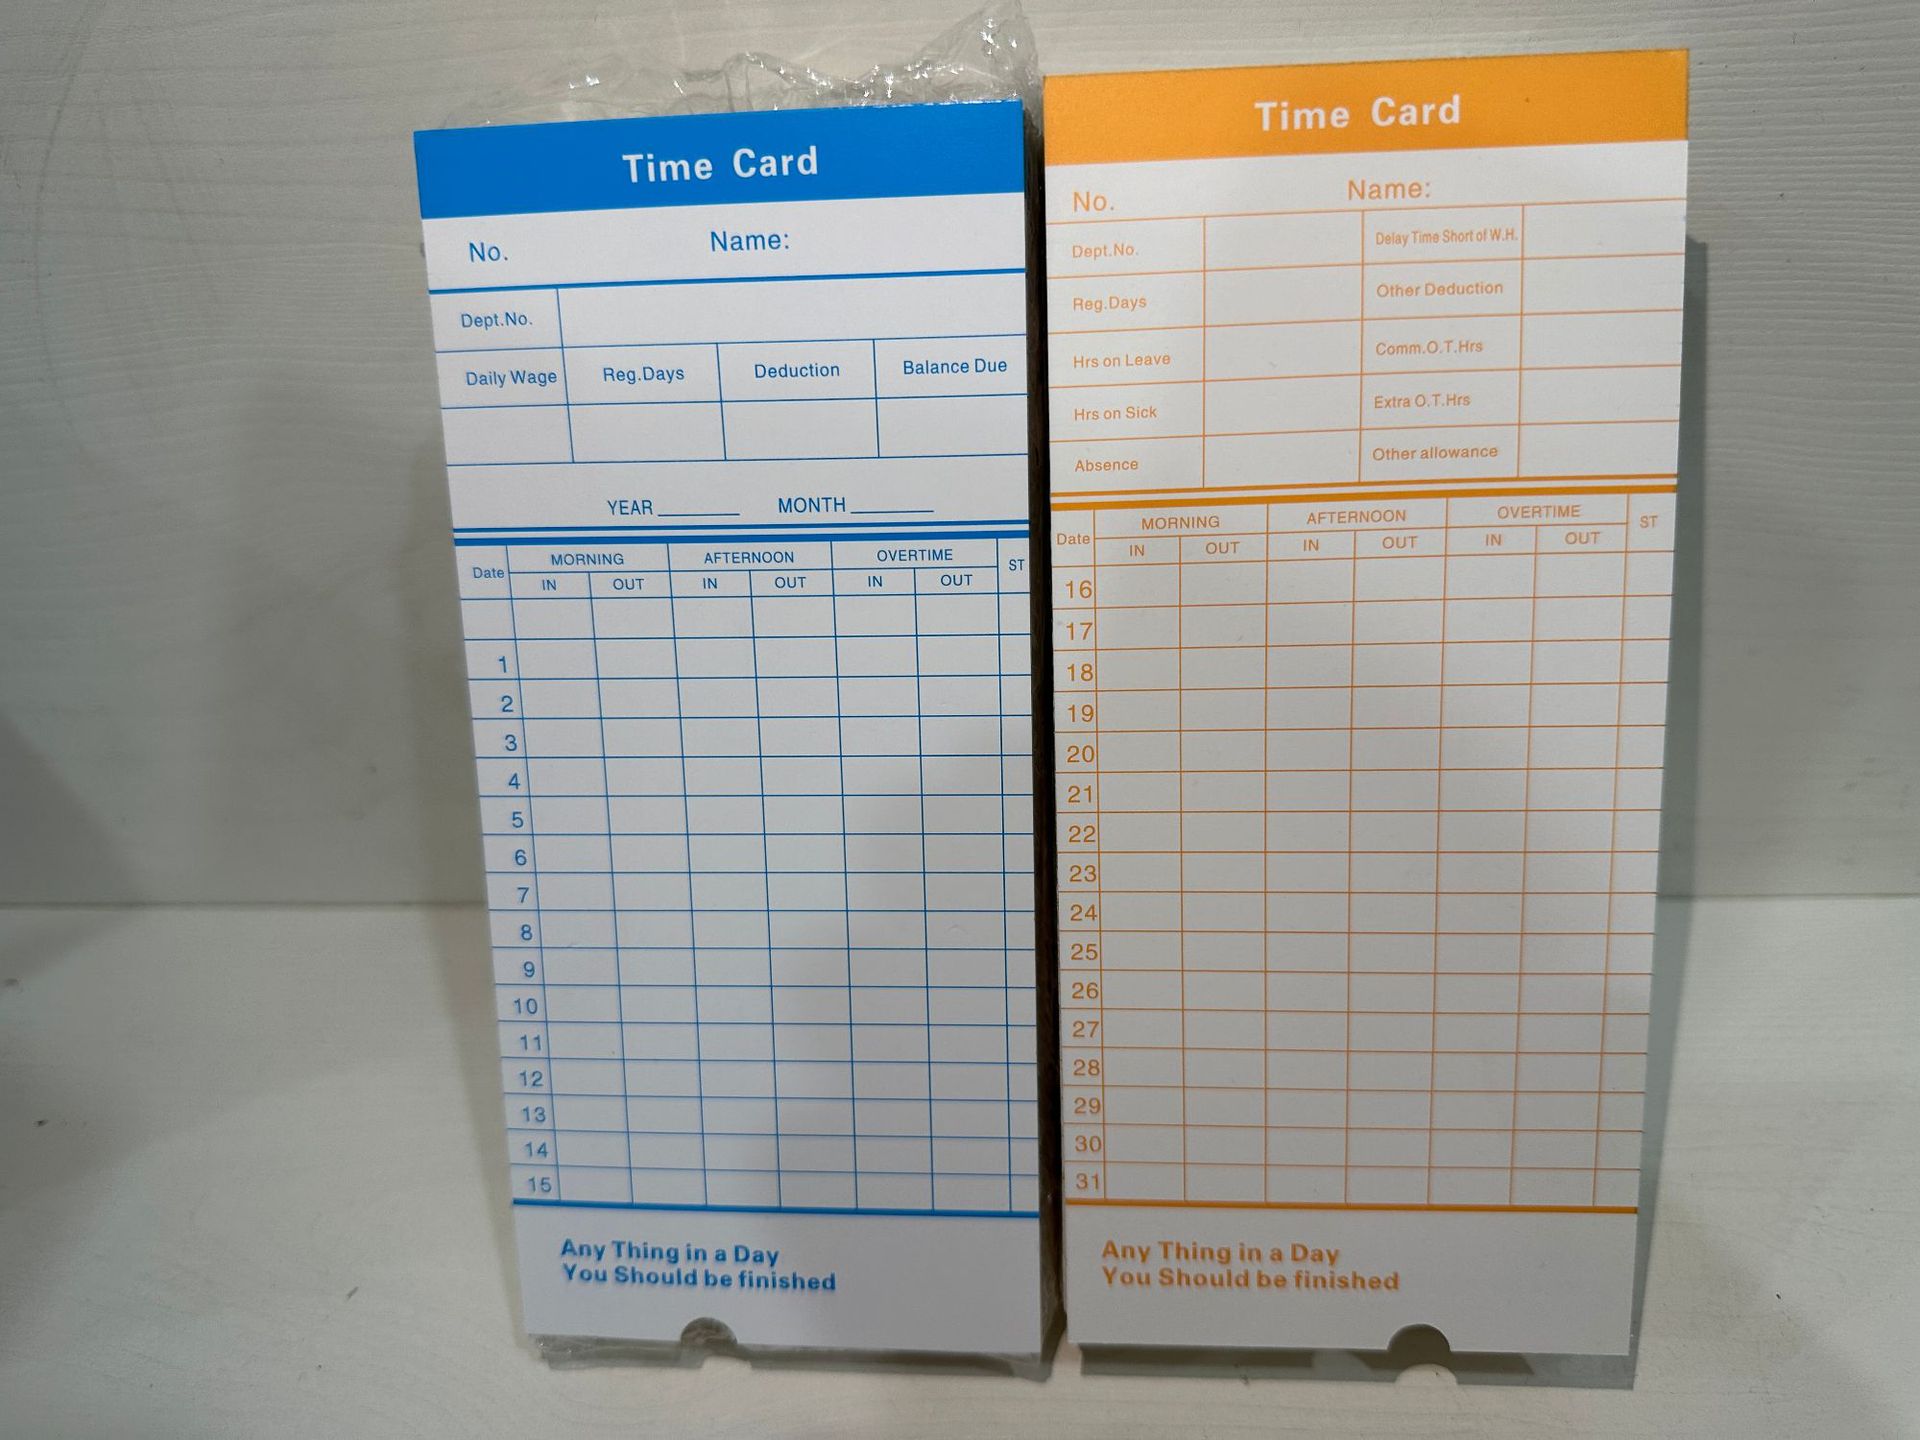 Time Card
No. Name:
Dept.No.
Daily Wage Reg.Days Deduction Balance Due
YEAR MONTH
Date MORNING AFTERNOON OVERTIME ST
IN OUT IN OUT IN OUT
1
2
3
4
5
6
7
8
9
10
11
12
13
14
15
Any Thing in a Day
You Should be finished
Time Card
No. Name:
Dept.No. Delay Time Short of W.H.
Reg.Days Other Deduction
Hrs on Leave Comm.O.T.Hrs
Hrs on Sick Extra O.T.Hrs
Absence Other allowance
Date MORNING AFTERNOON OVERTIME ST
IN OUT IN OUT IN OUT
16
17
18
19
20
21
22
23
24
25
26
27
28
29
30
31
Any Thing in a Day
You Should be finished